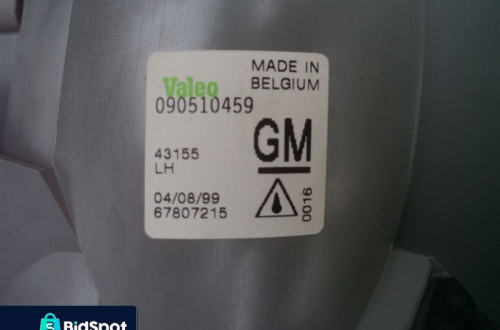 Valeo
MADE IN
BELGIUM
090510459
GM
43155
LH
04/08/99
67807215
0016
BidSpot